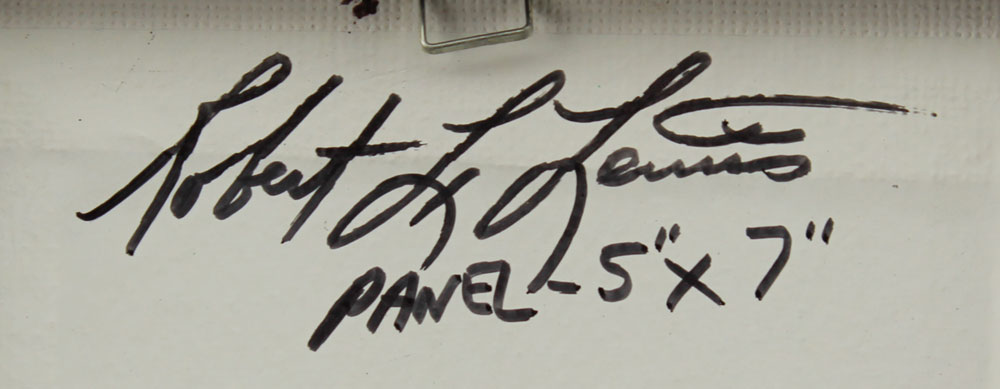 Robert L Lewis
PANEL - 5" X 7"